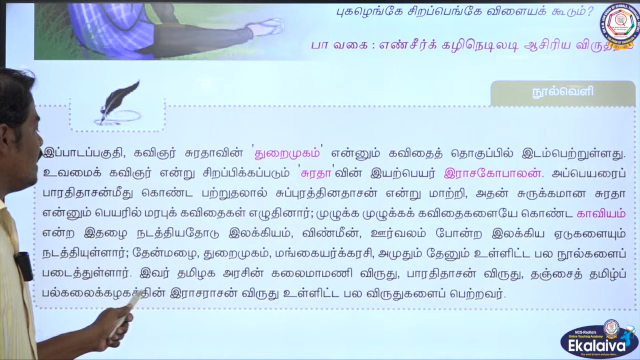 புகழெங்கே சிறப்பெங்கே விளையக் கூடும்?
பா வகை : எண்சீர்க் கழிநெடிலடி ஆசிரிய
நூல்வெளி
இப்பாடப்பகுதி, கவிஞர் சுரதாவின் 'துறைமுகம்' என்னும் கவிதைத் தொகுப்பில் இடம்பெற்றுள்ளது.
உவமைக் கவிஞர் என்று சிறப்பிக்கப்படும் 'சுரதா'வின் இயற்பெயர் இராசகோபாலன். அப்பெயரைப்
பாரதிதாசன்மீது கொண்ட பற்றுதலால் சுப்புரத்தினதாசன் என்று மாற்றி, அதன் சுருக்கமான சுரதா
என்னும் பெயரில் மரபுக் கவிதைகள் எழுதினார்; முழுக்க முழுக்கக் கவிதைகளையே கொண்ட காவியம்
என்ற இதழை நடத்தியதோடு இலக்கியம், விண்மீன், ஊர்வலம் போன்ற இலக்கிய ஏடுகளையும்
நடத்தியுள்ளார்; தேன்மழை, துறைமுகம், மங்கையர்க்கரசி, அமுதும் தேனும் உள்ளிட்ட பல நூல்களைப்
படைத்துள்ளார். இவர் தமிழக அரசின் கலைமாமணி விருது, பாரதிதாசன் விருது, தஞ்சைத் தமிழ்ப்
பல்கலைக்கழகத்தின் இராசராசன் விருது உள்ளிட்ட பல விருதுகளைப் பெற்றவர்.
Ekalaiva